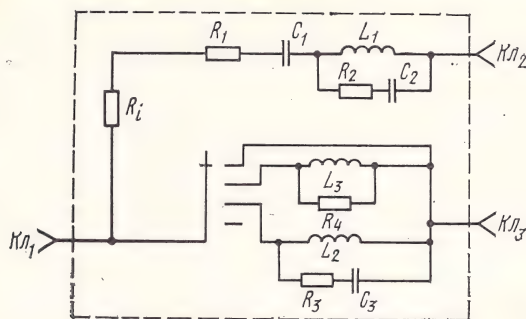 R₁ C₁ L₁
Кл₂
R₂ C₂
Ri
L₃
R₄
Кл₁
L₂
Кл₃
R₃ C₃